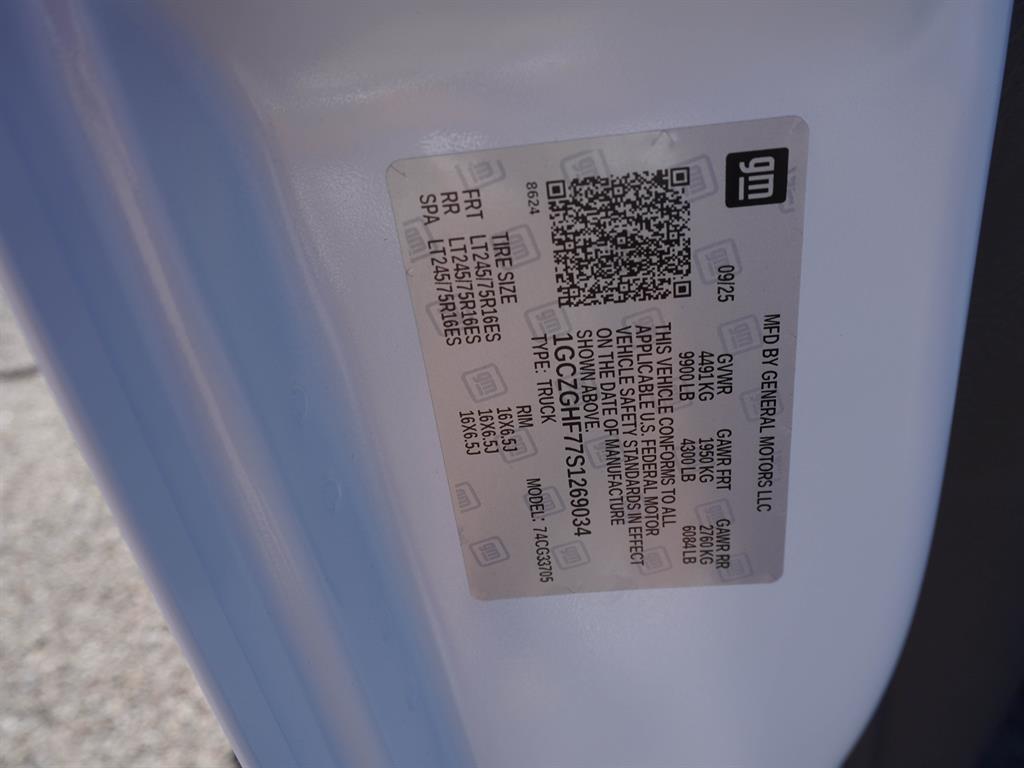 gm
MFD BY GENERAL MOTORS LLC
09/25 GVWR GAWR FRT GAWR RR
4491 KG 1950 KG 2760 KG
9900 LB 4300 LB 6084 LB
THIS VEHICLE CONFORMS TO ALL
APPLICABLE U.S. FEDERAL MOTOR
VEHICLE SAFETY STANDARDS IN EFFECT
ON THE DATE OF MANUFACTURE
SHOWN ABOVE.
1GCZGHF77S1269034
8624 TYPE: TRUCK MODEL: 74CG33705
TIRE SIZE RIM
FRT LT245/75R16ES 16X6.5J
RR LT245/75R16ES 16X6.5J
SPA LT245/75R16ES 16X6.5J